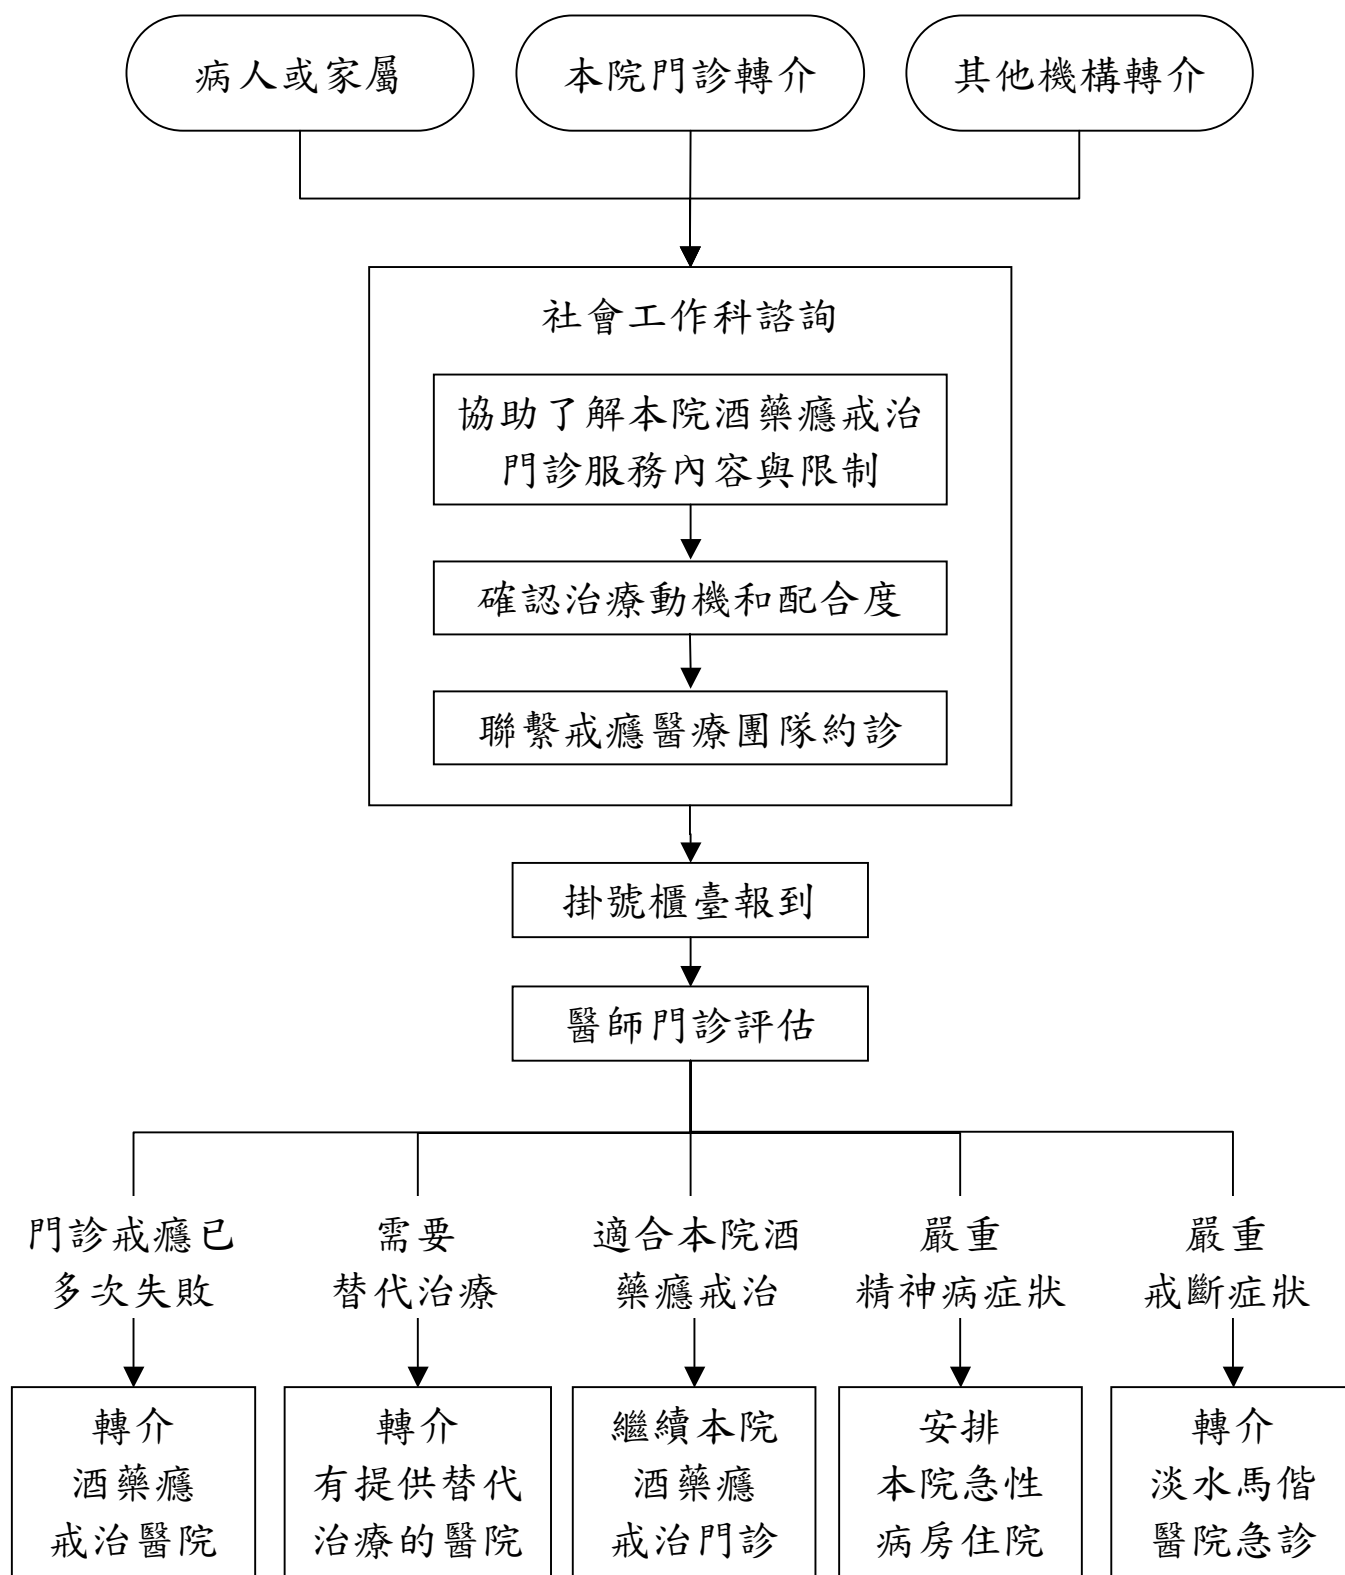 病人或家屬
本院門診轉介
其他機構轉介
社會工作科諮詢
協助了解本院酒藥癮戒治
門診服務內容與限制
確認治療動機和配合度
聯繫戒癮醫療團隊約診
掛號櫃臺報到
醫師門診評估
門診戒癮已
多次失敗
需要
替代治療
適合本院酒
藥癮戒治
嚴重
精神病症狀
嚴重
戒斷症狀
轉介
酒藥癮
戒治醫院
轉介
有提供替代
治療的醫院
繼續本院
酒藥癮
戒治門診
安排
本院急性
病房住院
轉介
淡水馬偕
醫院急診